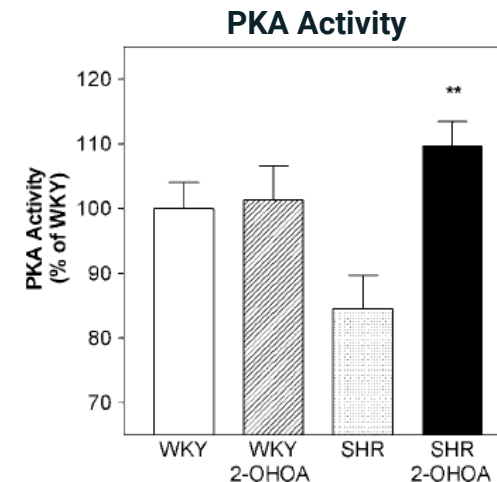 PKA Activity
120
110
100
90
80
70
PKA Activity
(% of WKY)
**
WKY
WKY
2-OHOA
SHR
SHR
2-OHOA